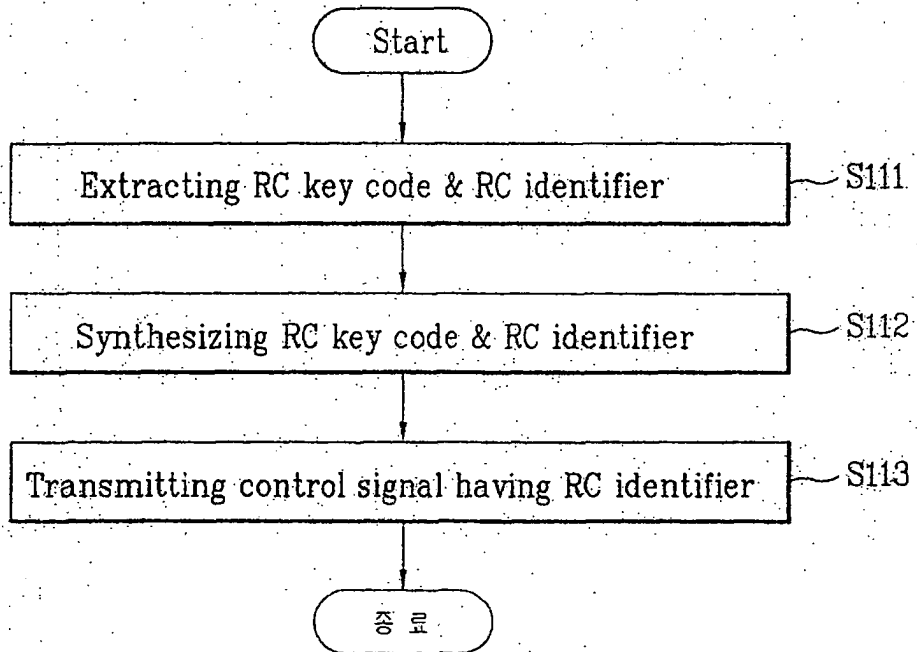 Start
Extracting RC key code & RC identifier
S111
Synthesizing RC key code & RC identifier
S112
Transmitting control signal having RC identifier
S113
종료